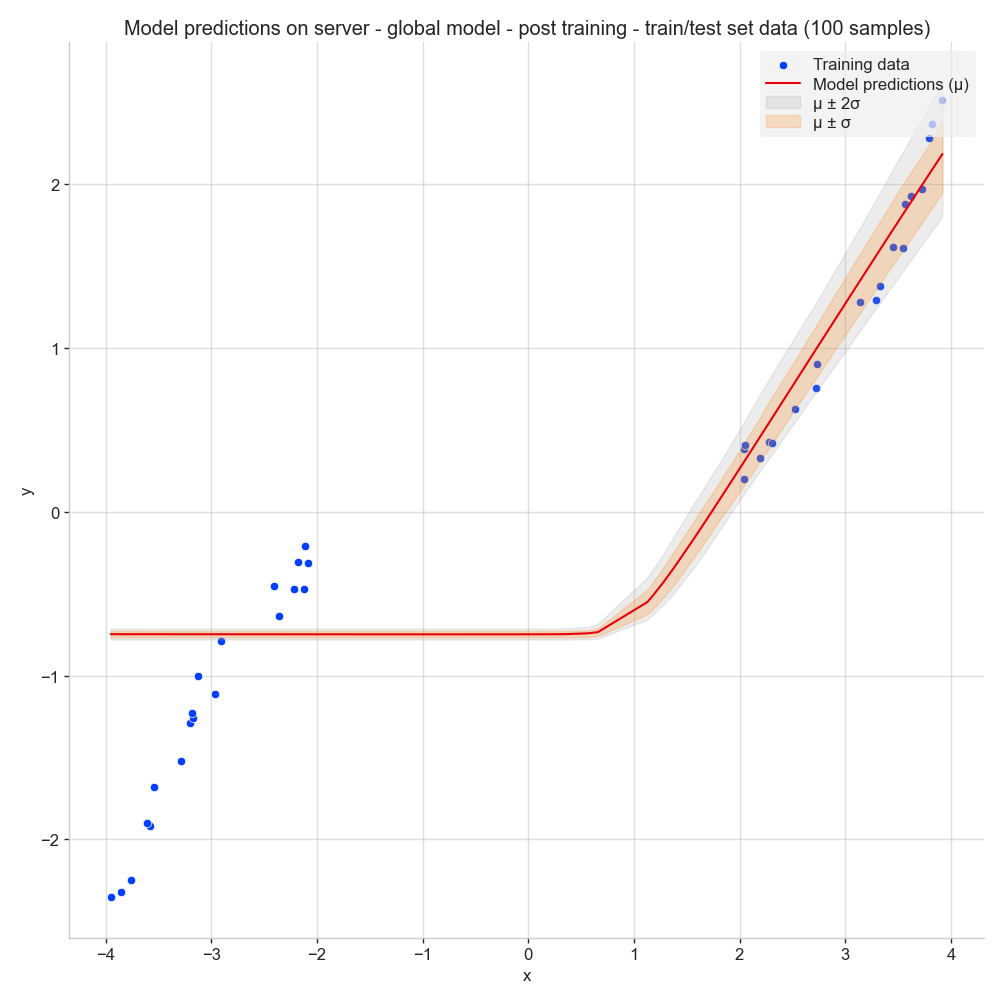 Model predictions on server - global model - post training - train/test set data (100 samples)
Training data
Model predictions (μ)
μ ± 2σ
μ ± σ
2
1
0
−1
−2
y
−4 −3 −2 −1 0 1 2 3 4
x